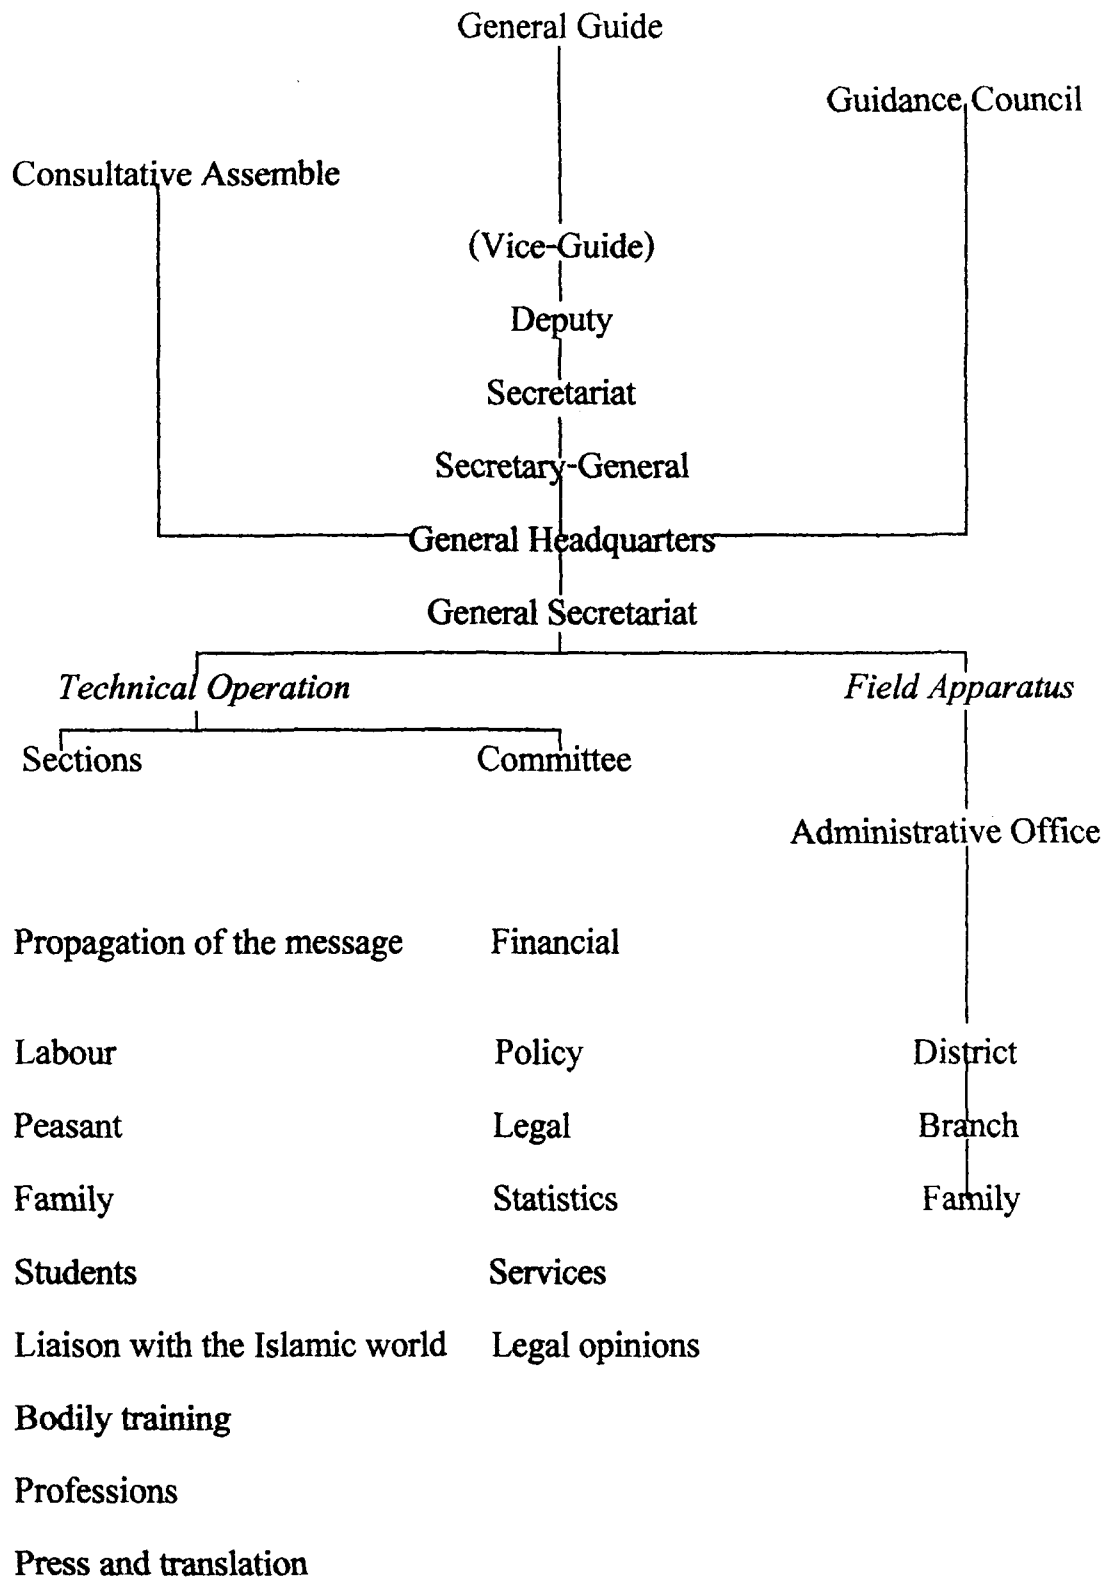 General Guide
Guidance Council
Consultative Assemble
(Vice-Guide)
Deputy
Secretariat
Secretary-General
General Headquarters
General Secretariat
Technical Operation
Field Apparatus
Sections
Committee
Administrative Office
Propagation of the message
Financial
Labour
Policy
District
Peasant
Legal
Branch
Family
Statistics
Family
Students
Services
Liaison with the Islamic world
Legal opinions
Bodily training
Professions
Press and translation